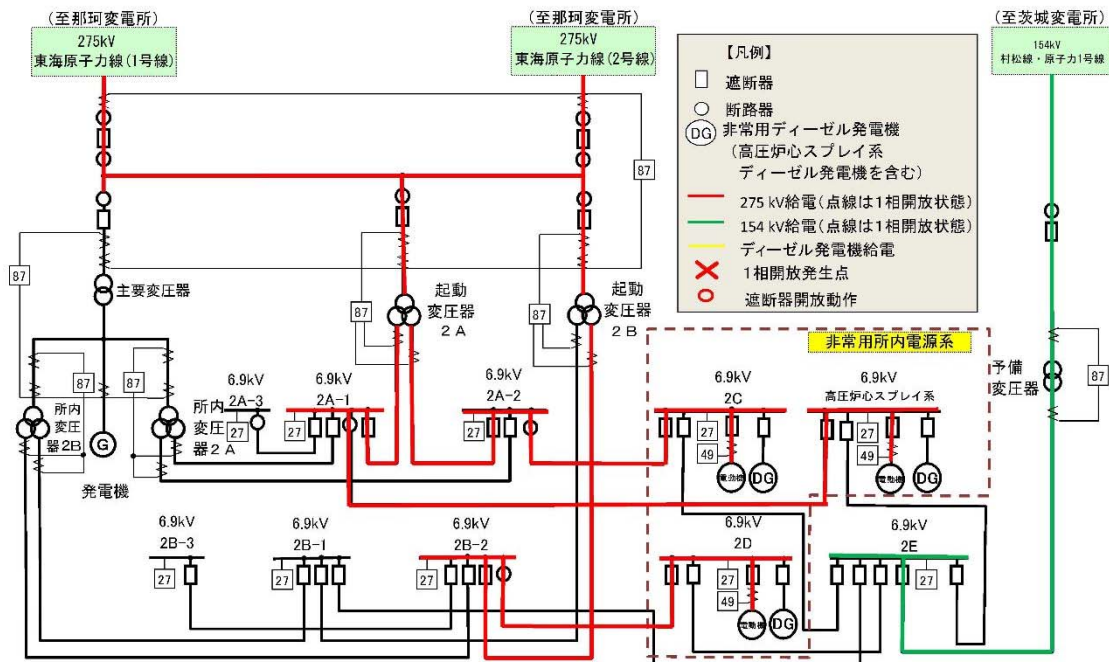 (至那珂変電所)
275kV
東海原子力線(1号線)
(至那珂変電所)
275kV
東海原子力線(2号線)
(至茨城変電所)
154kV
村松線・原子力1号線
【凡例】
遮断器
断路器
DG
非常用ディーゼル発電機
(高圧炉心スプレイ系
ディーゼル発電機を含む)
275 kV給電(点線は1相開放状態)
154 kV給電(点線は1相開放状態)
ディーゼル発電機給電
1相開放発生点
遮断器開放動作
87
87
主要変圧器
87
起動
変圧器
2A
87
起動
変圧器
2B
非常用所内電源系
予備
変圧器
87
87
87
所内
変圧
器2B
G
発電機
所内
変圧
器2A
6.9kV
2A-3
27
6.9kV
2A-1
27
6.9kV
2A-2
27
6.9kV
2C
27
49
電動機
DG
6.9kV
高圧炉心スプレイ系
27
49
電動機
DG
6.9kV
2B-3
27
6.9kV
2B-1
27
6.9kV
2B-2
27
6.9kV
2D
27
49
電動機
DG
6.9kV
2E
27